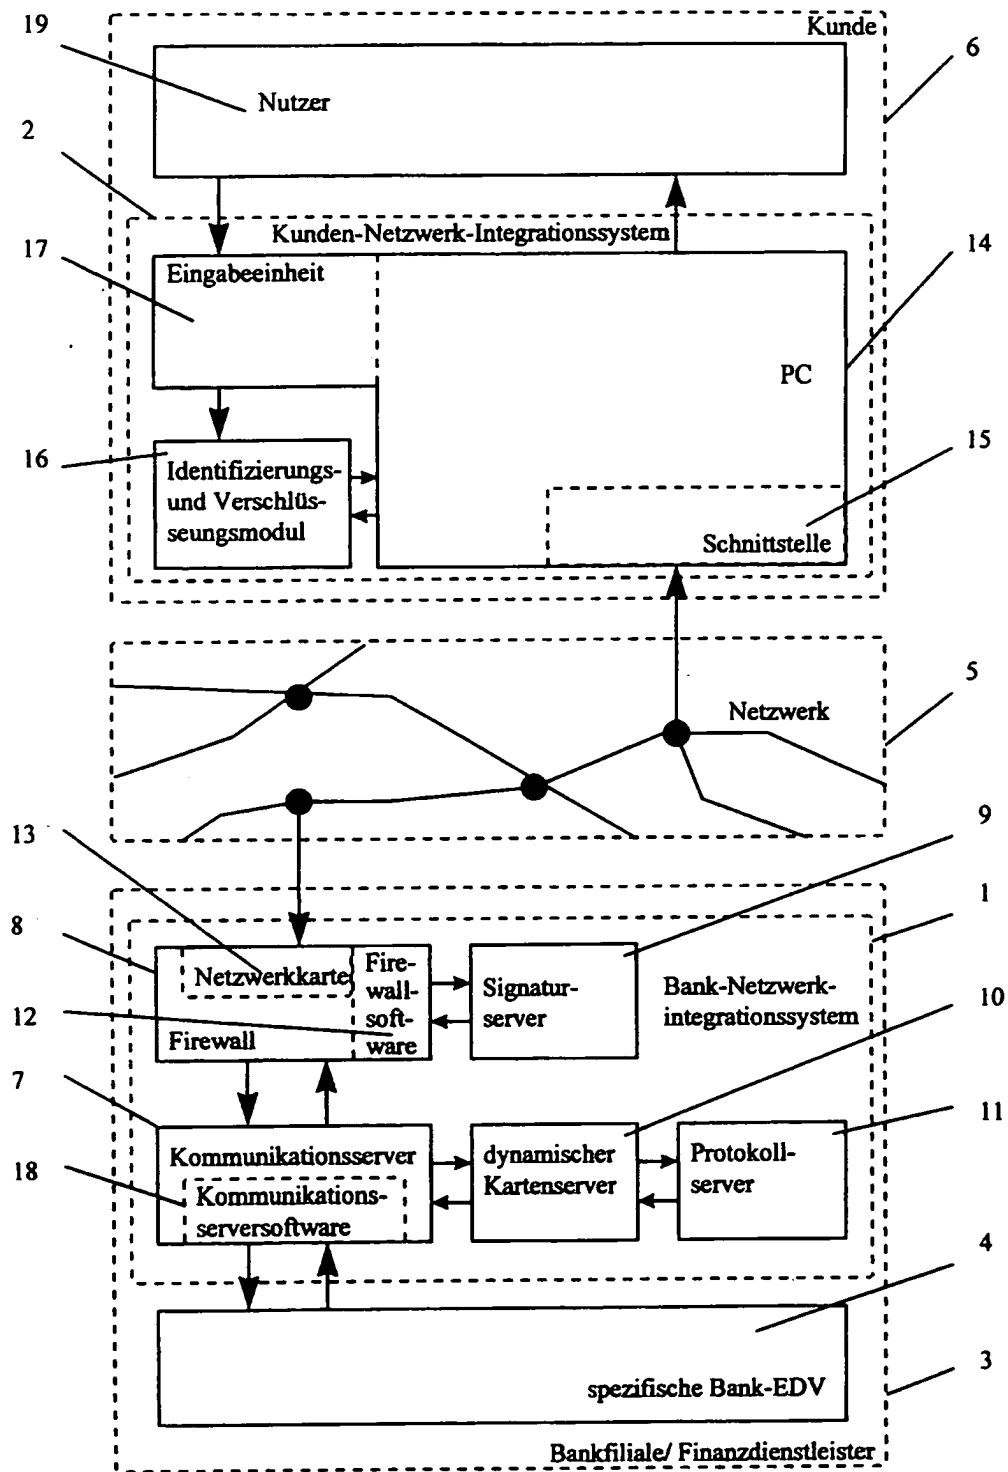 19
Kunde
6
Nutzer
2
Kunden-Netzwerk-Integrationssystem
17
Eingabeeinheit
14
PC
16
Identifizierungs-
und Verschlüs-
seungsmodul
15
Schnittstelle
5
Netzwerk
13
9
8
1
Netzwerkkarte
Fire-
wall-
soft-
ware
Signatur-
server
Bank-Netzwerk-
integrationssystem
12
Firewall
10
7
11
Kommunikationsserver
dynamischer
Kartenserver
Protokoll-
server
18
Kommunikations-
serversoftware
4
spezifische Bank-EDV
3
Bankfiliale/ Finanzdienstleister